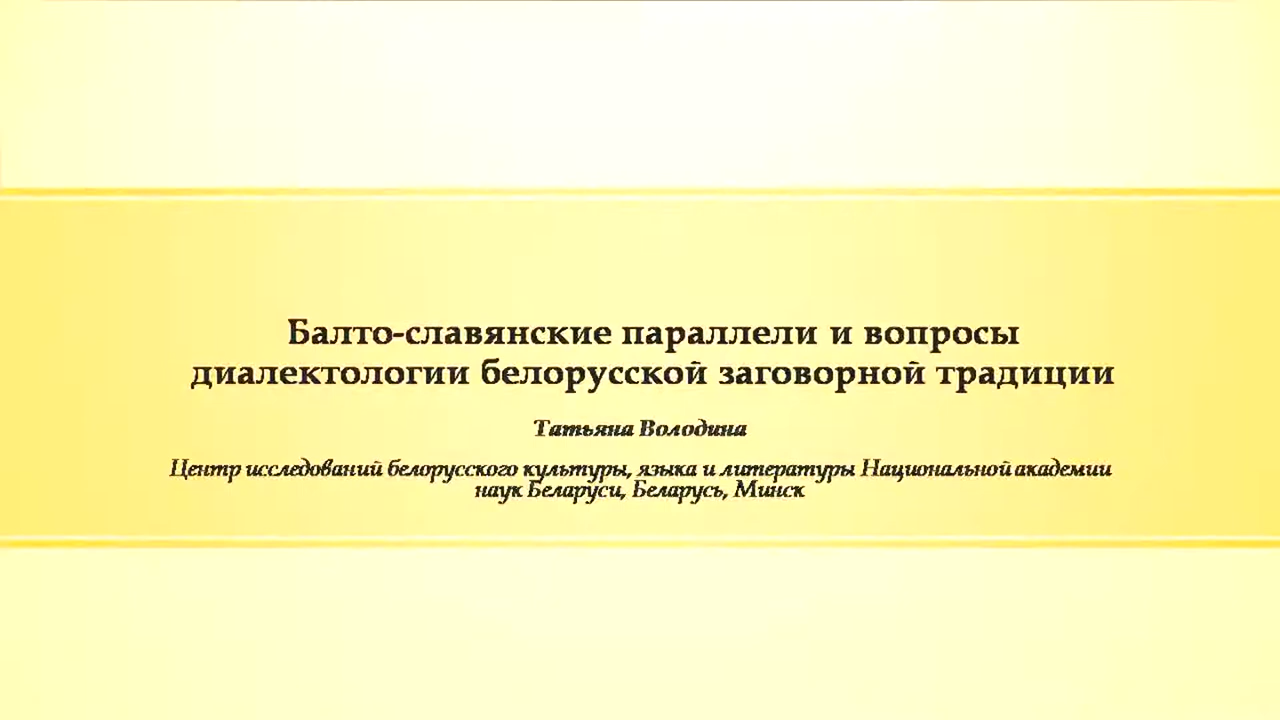 Балто-славянские параллели и вопросы
диалектологии белорусской заговорной традиции
Татьяна Володина
Центр исследований белорусского культуры, языка и литературы Национальной академии
наук Беларуси, Беларусь, Минск